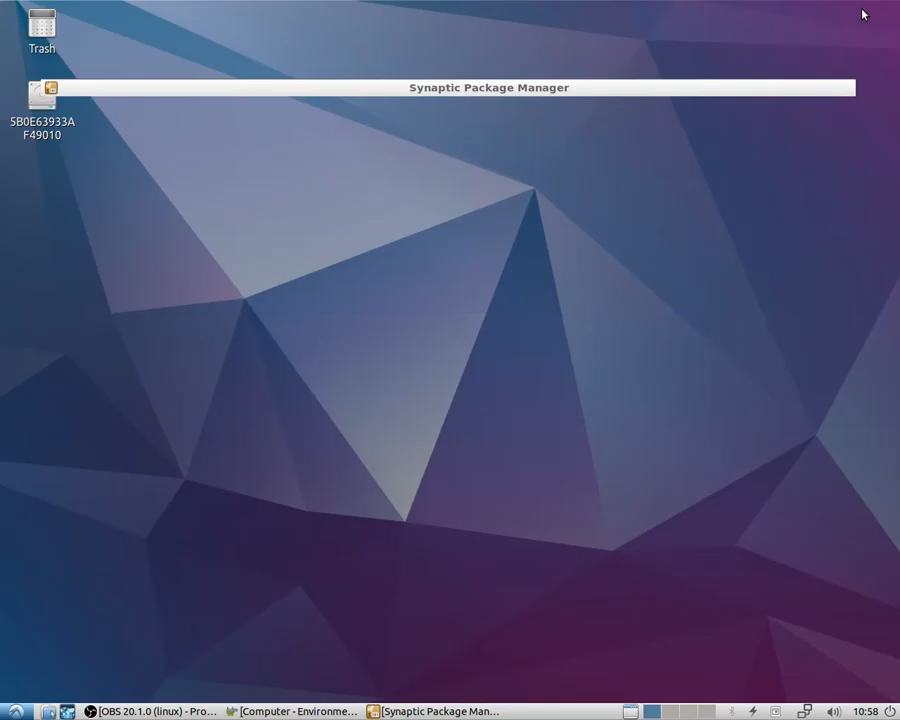 Trash
Synaptic Package Manager
5B0E63933A
F49010
[OBS 20.1.0 (linux) - Pro...
[Computer - Environme...
[Synaptic Package Man...
10:58